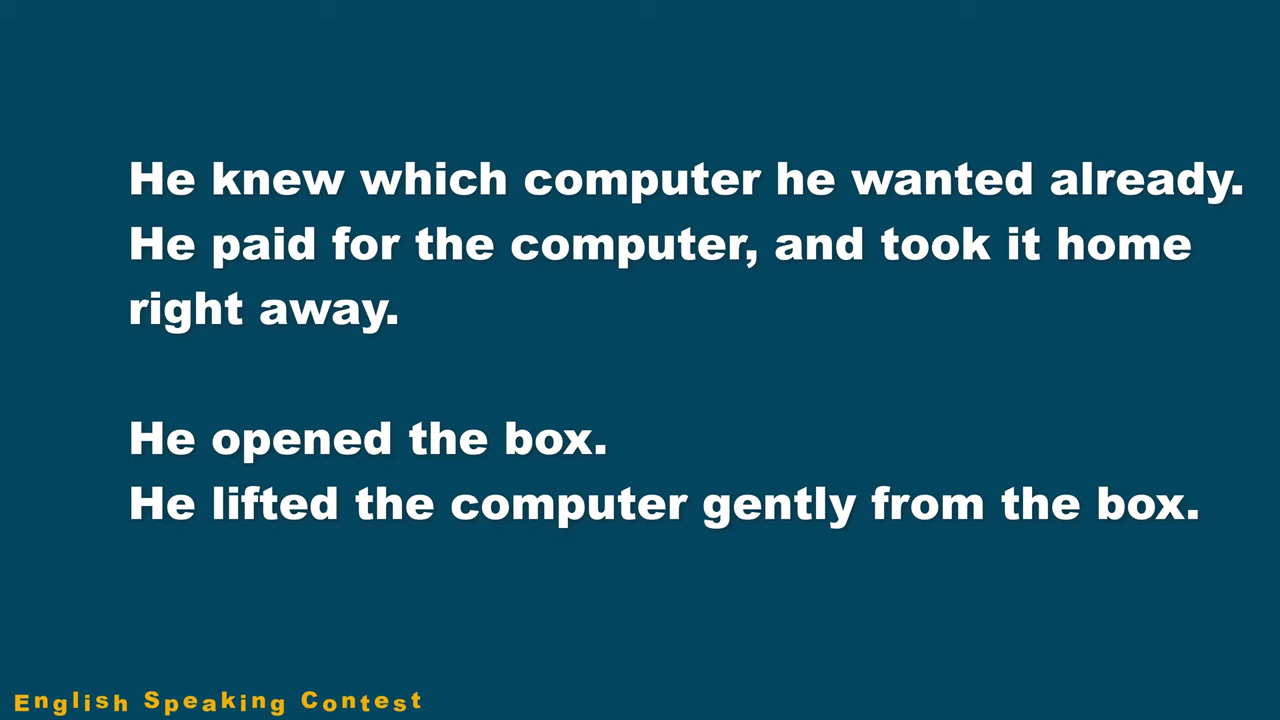 He knew which computer he wanted already.
He paid for the computer, and took it home
right away.
He opened the box.
He lifted the computer gently from the box.
English Speaking Contest